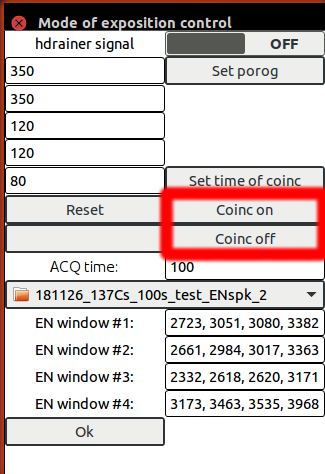 Mode of exposition control
hdrainer signal OFF
350 Set porog
350
120
120
80 Set time of coinc
Reset Coinc on
Coinc off
ACQ time: 100
181126_137Cs_100s_test_ENspk_2
EN window #1: 2723, 3051, 3080, 3382
EN window #2: 2661, 2984, 3017, 3363
EN window #3: 2332, 2618, 2620, 3171
EN window #4: 3173, 3463, 3535, 3968
Ok